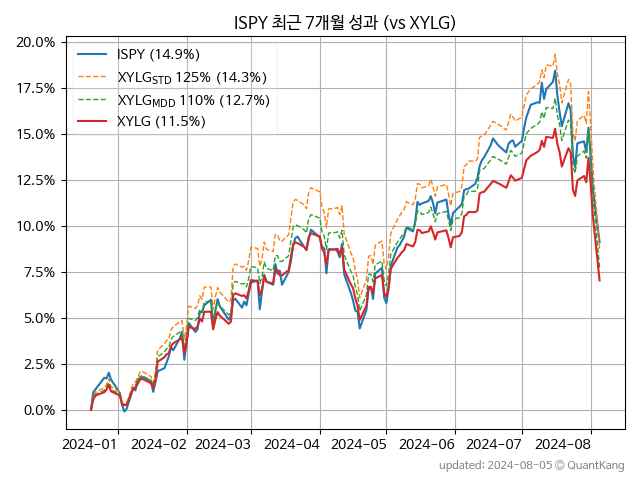 ISPY 최근 7개월 성과 (vs XYLG)
20.0%
17.5%
15.0%
12.5%
10.0%
7.5%
5.0%
2.5%
0.0%
ISPY (14.9%)
XYLG_STD 125% (14.3%)
XYLG_MDD 110% (12.7%)
XYLG (11.5%)
2024-01 2024-02 2024-03 2024-04 2024-05 2024-06 2024-07 2024-08
updated: 2024-08-05 © QuantKang